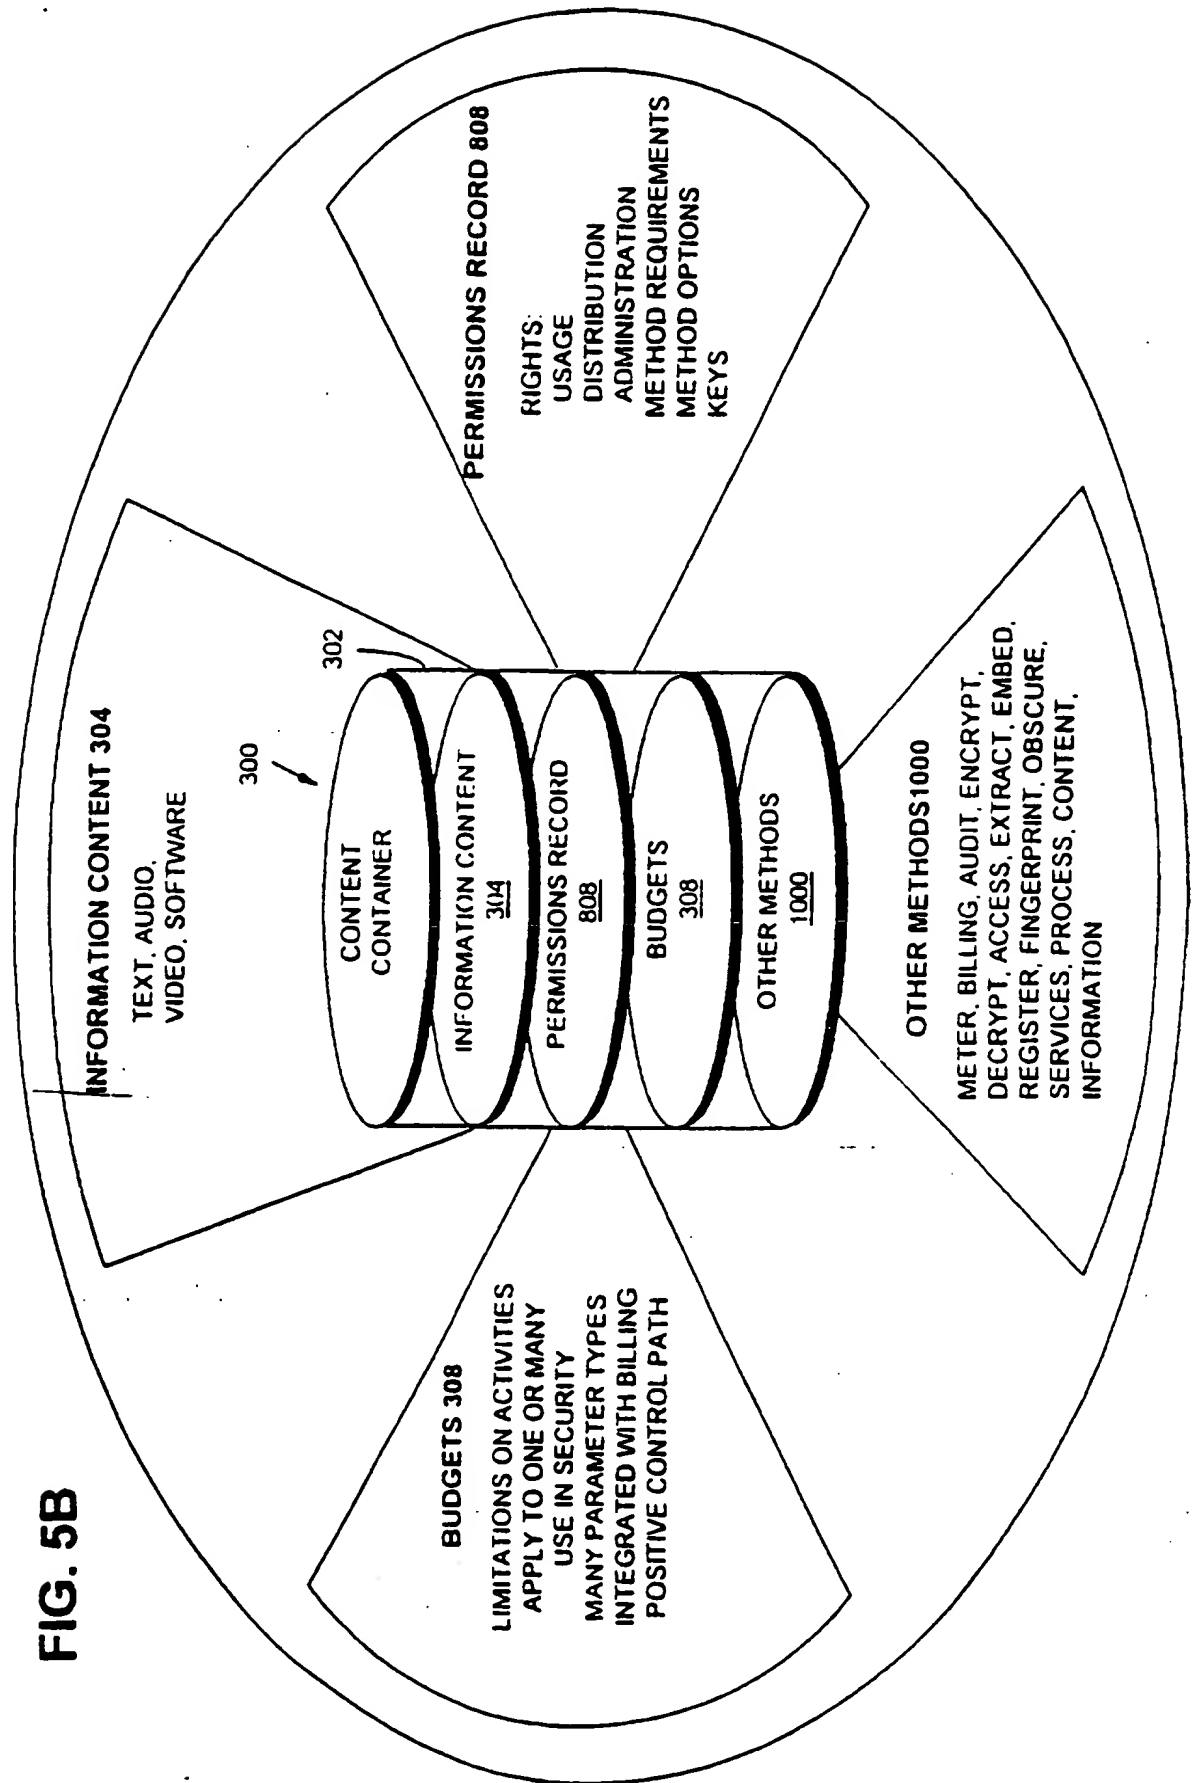 FIG. 5B
INFORMATION CONTENT 304
TEXT, AUDIO,
VIDEO, SOFTWARE
300
302
CONTENT
CONTAINER
INFORMATION CONTENT
304
PERMISSIONS RECORD
808
BUDGETS
308
OTHER METHODS
1000
BUDGETS 308
LIMITATIONS ON ACTIVITIES
APPLY TO ONE OR MANY
USE IN SECURITY
MANY PARAMETER TYPES
INTEGRATED WITH BILLING
POSITIVE CONTROL PATH
PERMISSIONS RECORD 808
RIGHTS:
USAGE
DISTRIBUTION
ADMINISTRATION
METHOD REQUIREMENTS
METHOD OPTIONS
KEYS
OTHER METHODS1000
METER, BILLING, AUDIT, ENCRYPT,
DECRYPT, ACCESS, EXTRACT, EMBED,
REGISTER, FINGERPRINT, OBSCURE,
SERVICES, PROCESS, CONTENT,
INFORMATION